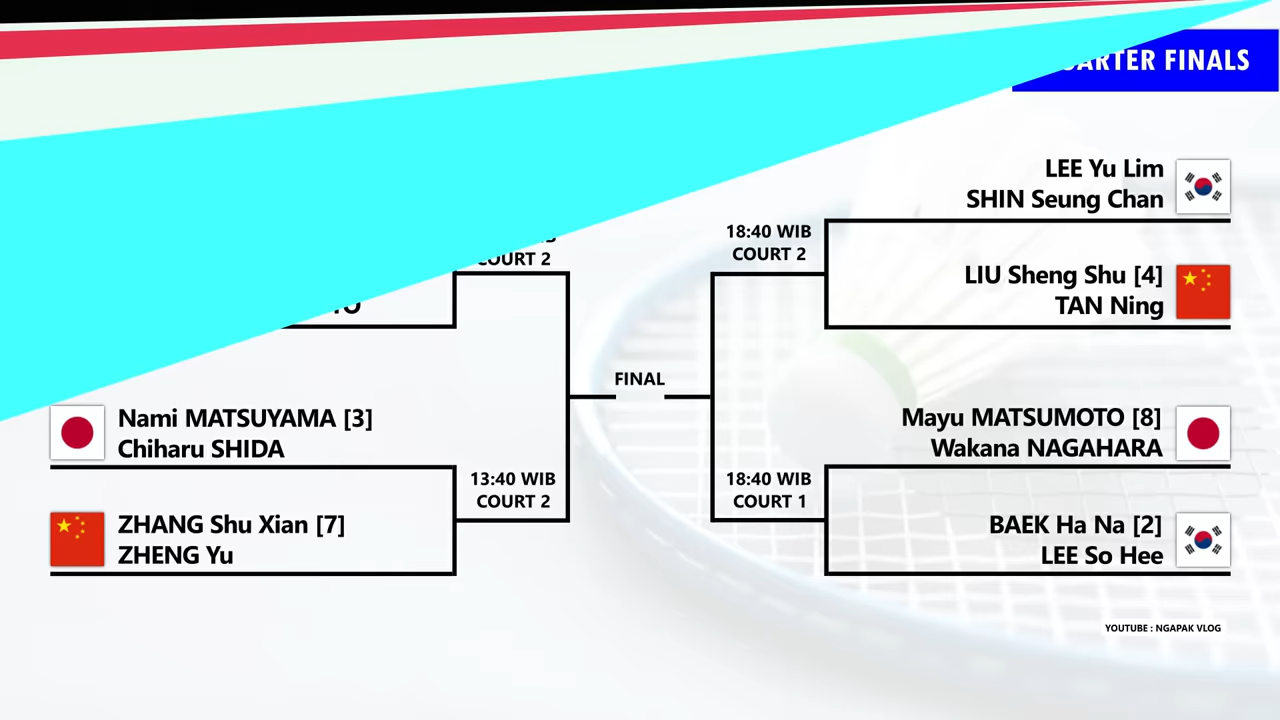 FINALS
LEE Yu Lim
SHIN Seung Chan
18:40 WIB
COURT 2
COURT 2
LIU Sheng Shu [4]
TAN Ning
FINAL
Nami MATSUYAMA [3]
Chiharu SHIDA
Mayu MATSUMOTO [8]
Wakana NAGAHARA
13:40 WIB
COURT 2
18:40 WIB
COURT 1
ZHANG Shu Xian [7]
ZHENG Yu
BAEK Ha Na [2]
LEE So Hee
YOUTUBE : NGAPAK VLOG